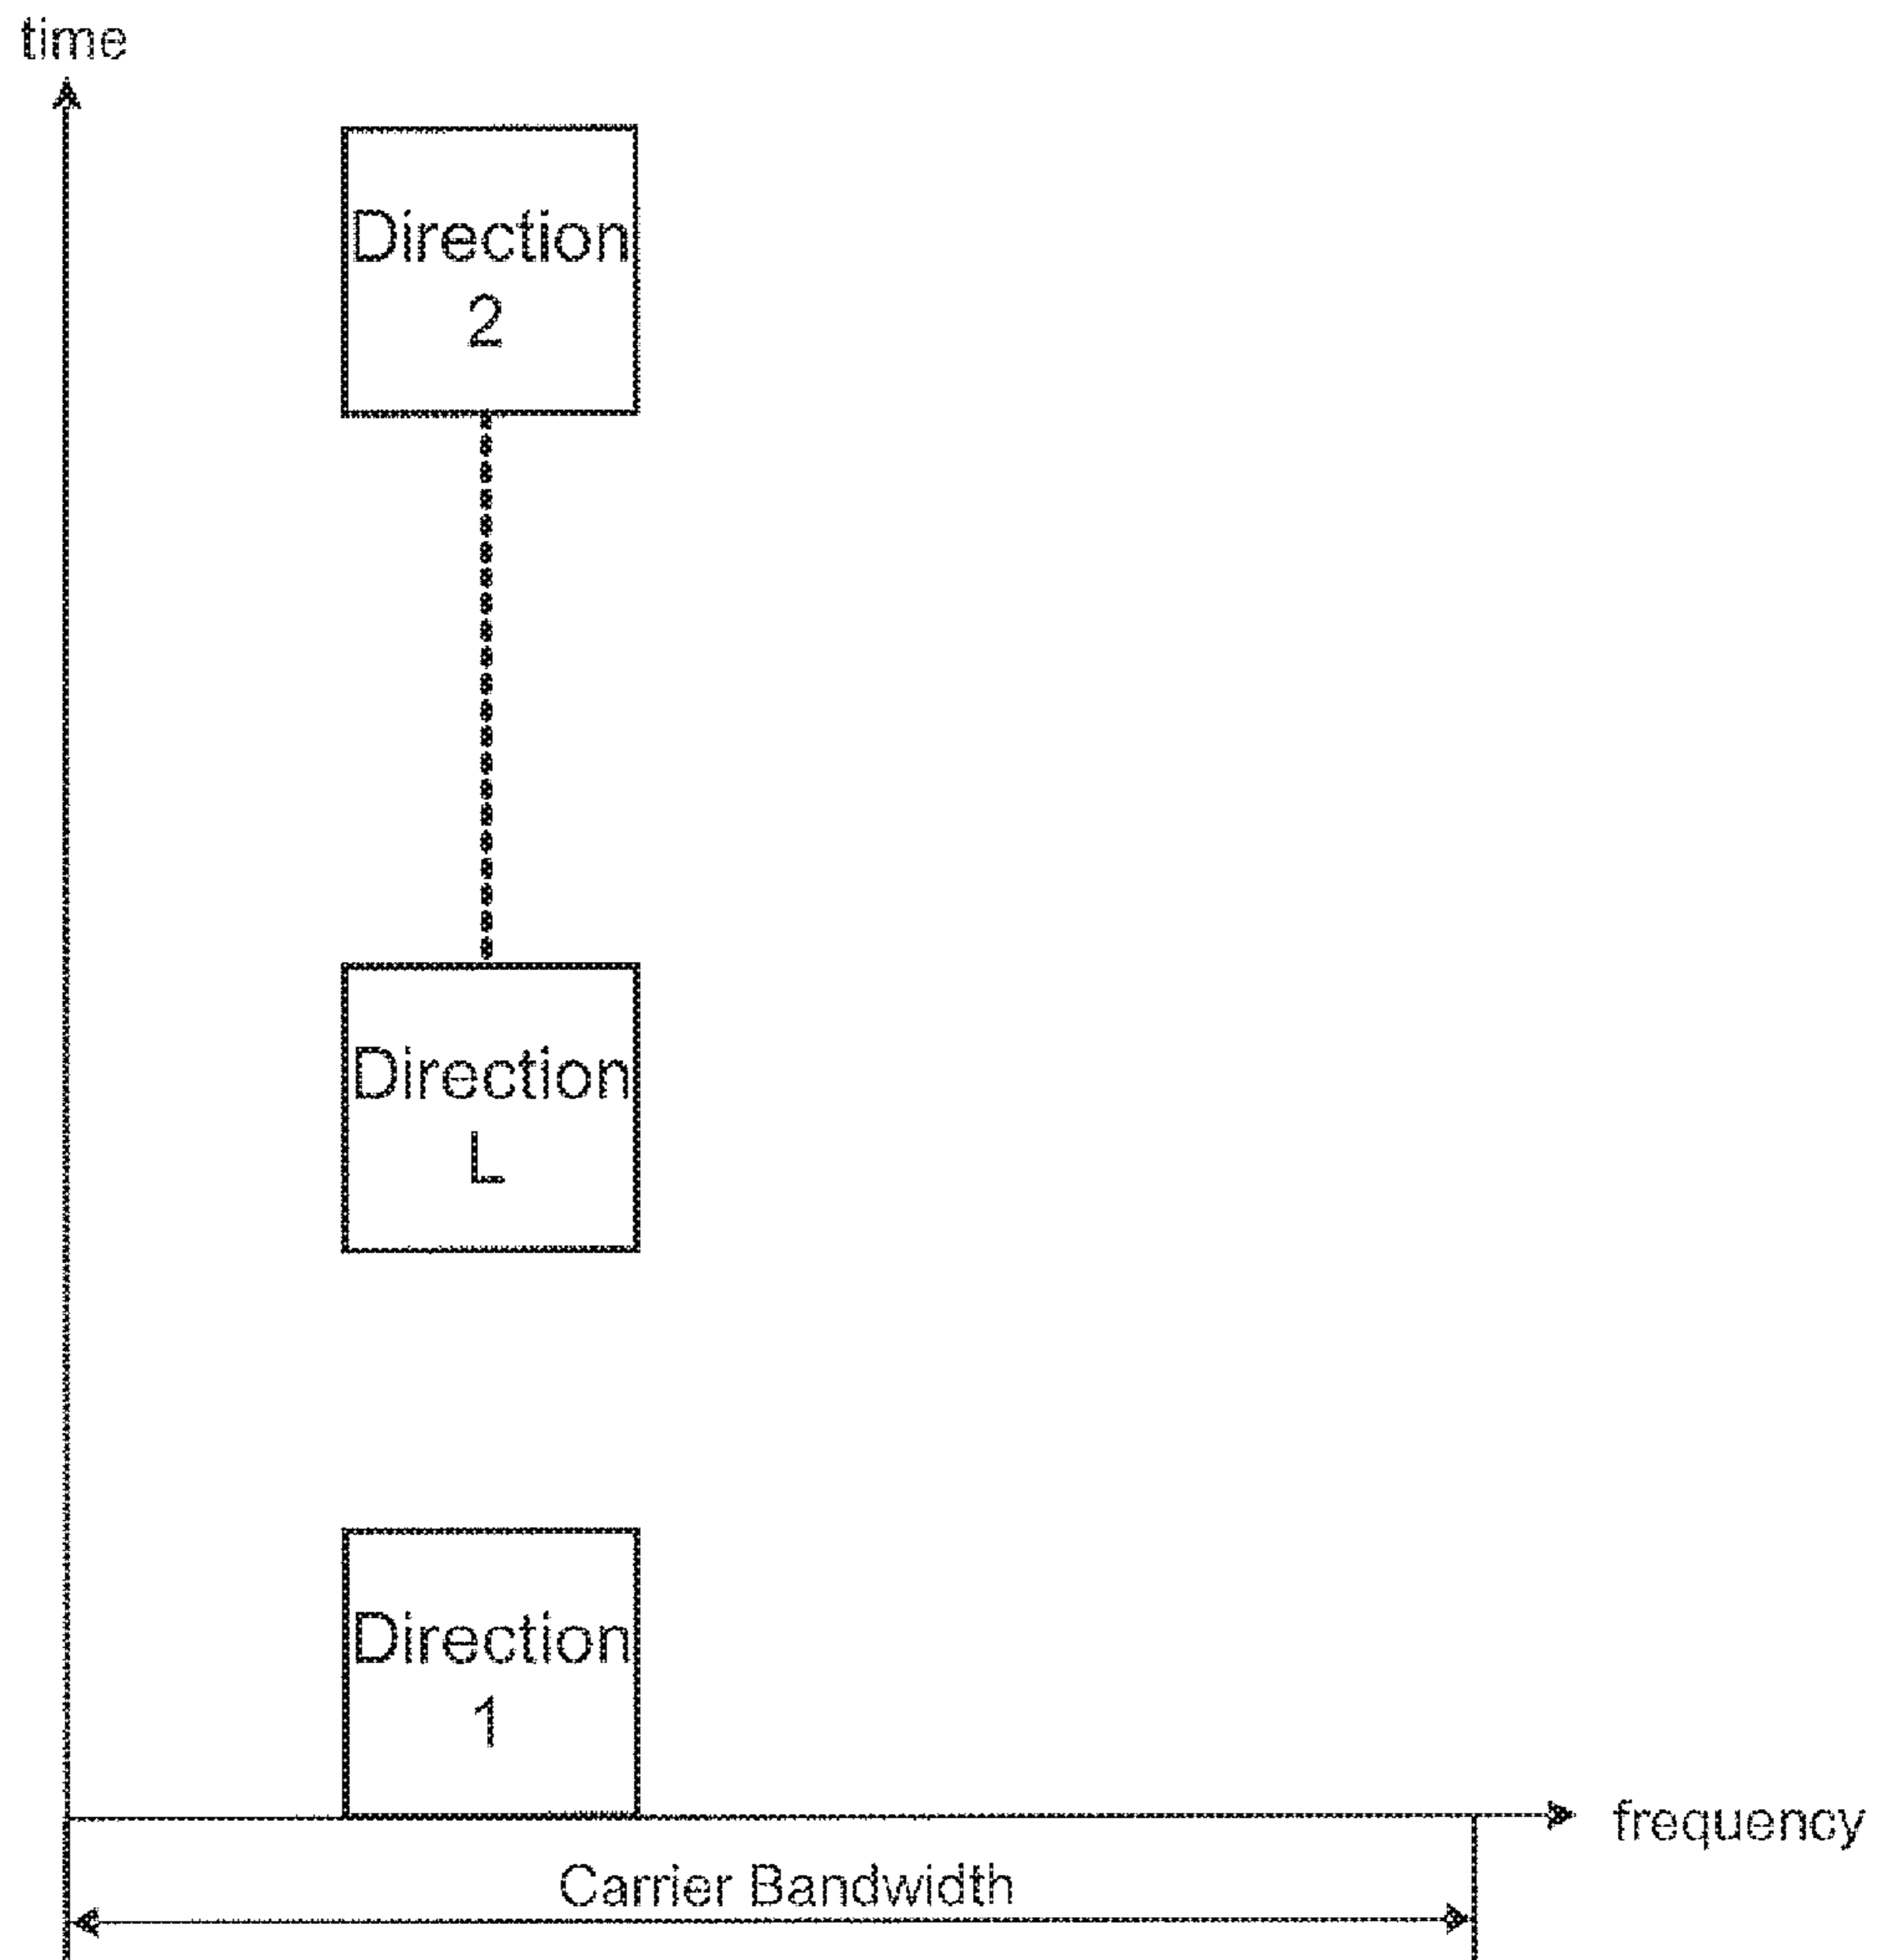 time
Direction
2
Direction
L
Direction
1
frequency
Carrier Bandwidth